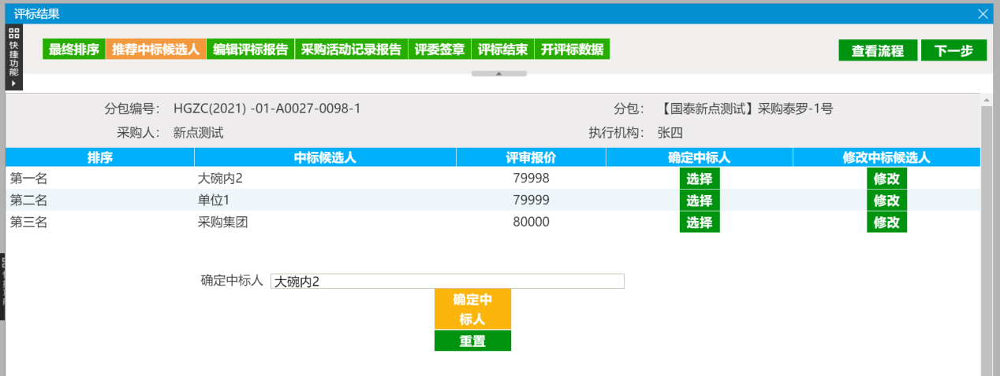 评标结果
快捷功能
最终排序 推荐中标候选人 编辑评标报告 采购活动记录报告 评委签章 评标结束 开评标数据 查看流程 下一步
分包编号： HGZC(2021) -01-A0027-0098-1 分包： 【国泰新点测试】采购泰罗-1号
采购人： 新点测试 执行机构： 张四
排序 中标候选人 评审报价 确定中标人 修改中标候选人
第一名 大碗内2 79998 选择 修改
第二名 单位1 79999 选择 修改
第三名 采购集团 80000 选择 修改
确定中标人 大碗内2
确定中
标人
重置